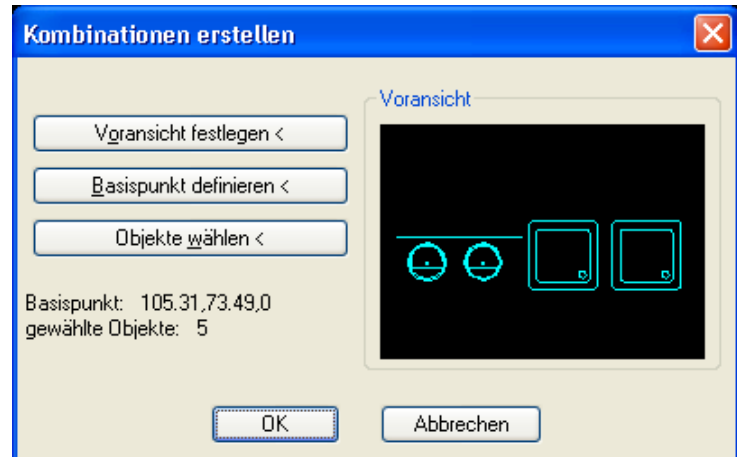 Kombinationen erstellen
Voransicht festlegen <
Basispunkt definieren <
Objekte wählen <
Basispunkt: 105.31,73.49,0
gewählte Objekte: 5
Voransicht
OK
Abbrechen